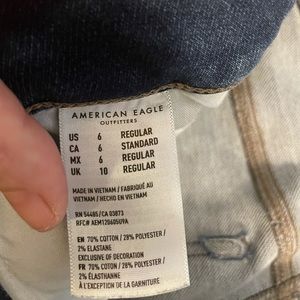 AMERICAN EAGLE
OUTFITTERS
US 6 REGULAR
CA 6 STANDARD
MX 6 REGULAR
UK 10 REGULAR
MADE IN VIETNAM / FABRIQUÉ AU
VIETNAM / HECHO EN VIETNAM
RN 54485/CA 03873
RFC# AEM1206050YA
EN 70% COTTON / 28% POLYESTER /
2% ELASTANE
EXCLUSIVE OF DECORATION
FR 70% COTON / 28% POLYESTER /
2% ÉLASTHANNE
À L'EXCEPTION DE LA GARNITURE